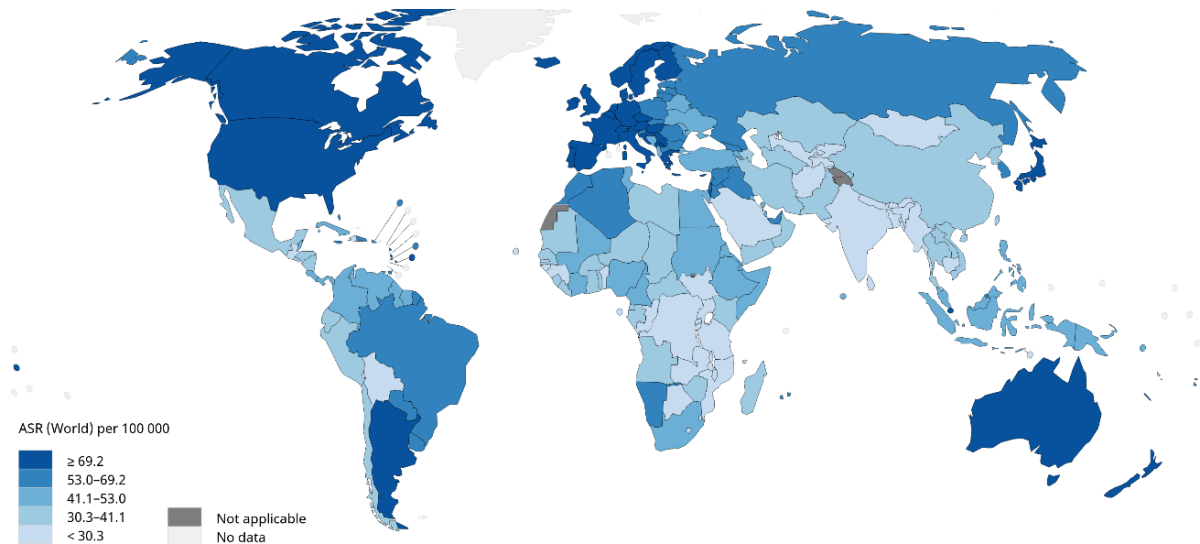 ASR (World) per 100 000
≥ 69.2
53.0–69.2
41.1–53.0
30.3–41.1
< 30.3
Not applicable
No data